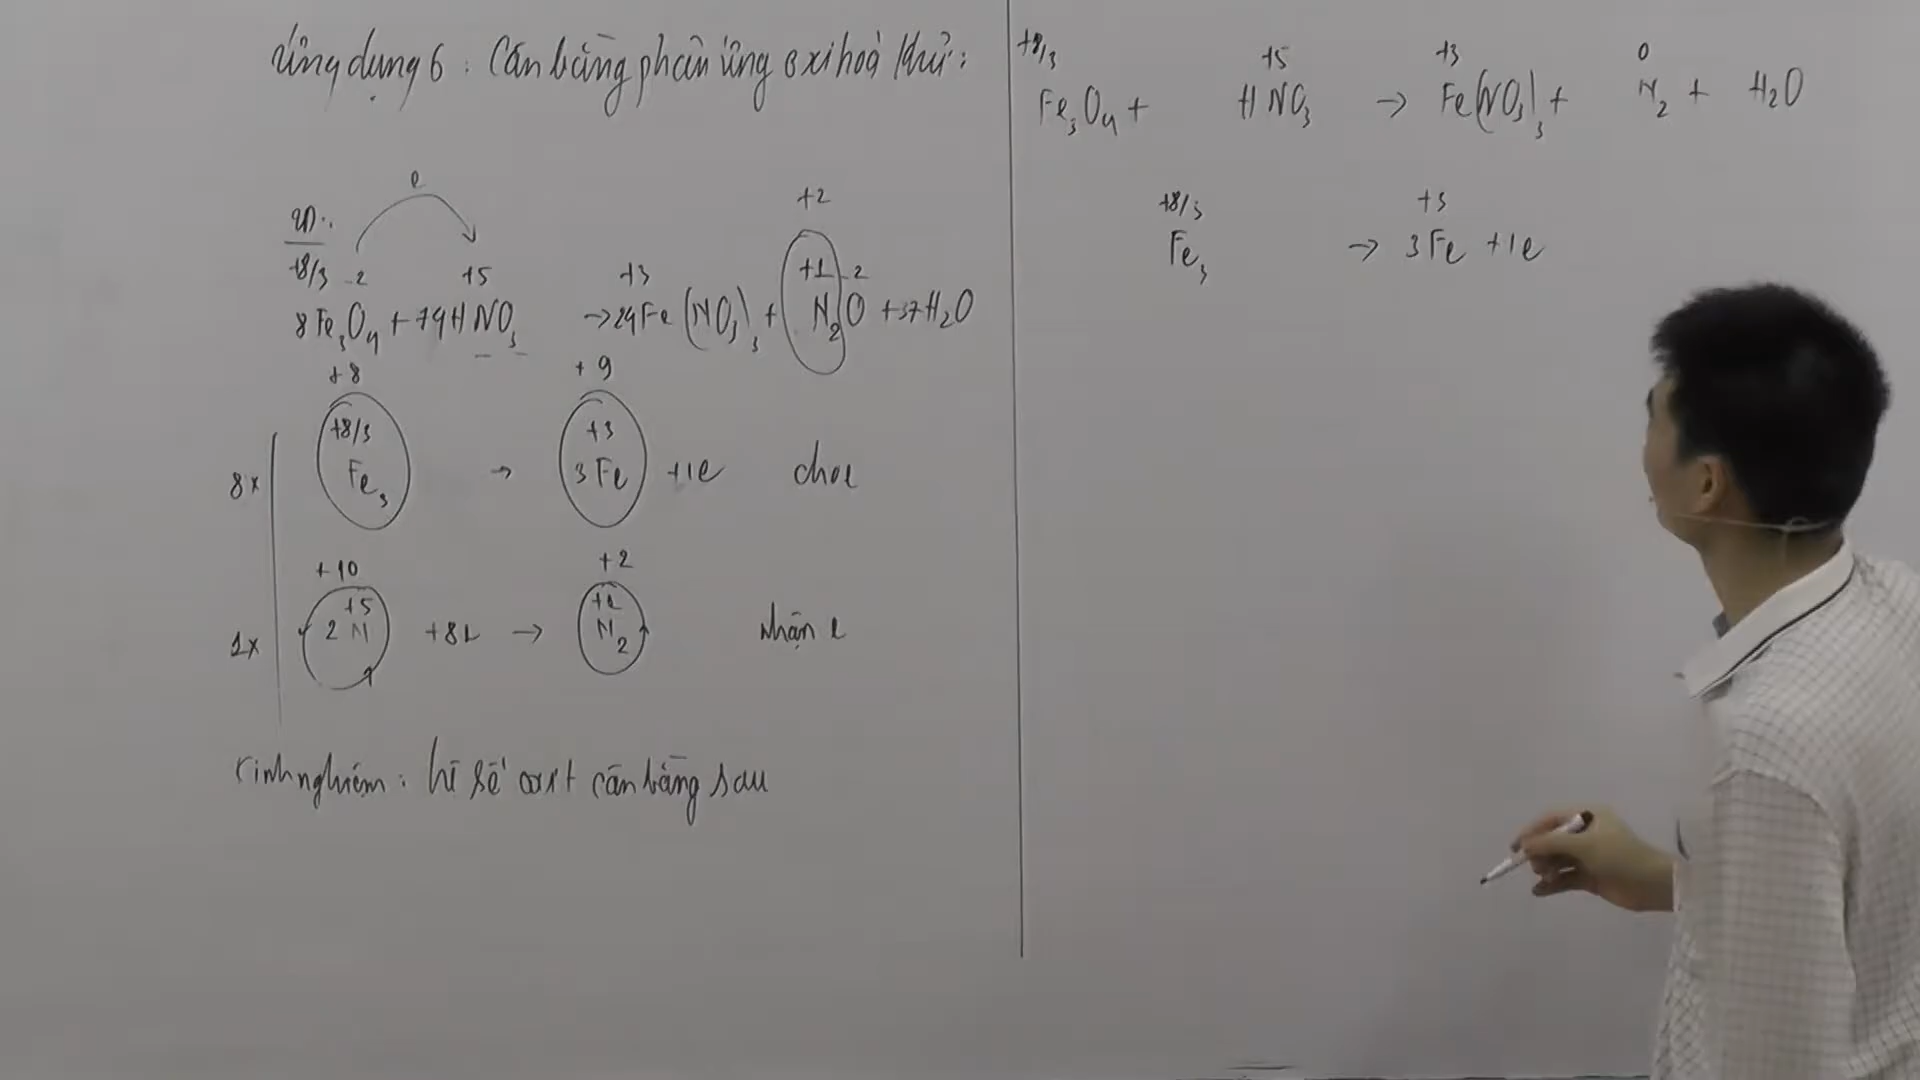 Ứng dụng 6 : Cân bằng phản ứng oxi hoá khử :
e
+2
VD:
+8/3 -2 +5 +3 +1 -2
8Fe₃O₄ + 74HNO₃ → 24Fe(NO₃)₃ + N₂O + 37H₂O
+8 +9
+8/3 +3
8x Fe₃ → 3Fe +1e cho e
+10 +2
+5 +1
1x 2N +8e → N₂ nhận e
Kinh nghiệm : hệ số axit cân bằng sau
+8/3 +5 +3 0
Fe₃O₄ + HNO₃ → Fe(NO₃)₃ + N₂ + H₂O
+8/3 +3
Fe₃ → 3Fe +1e